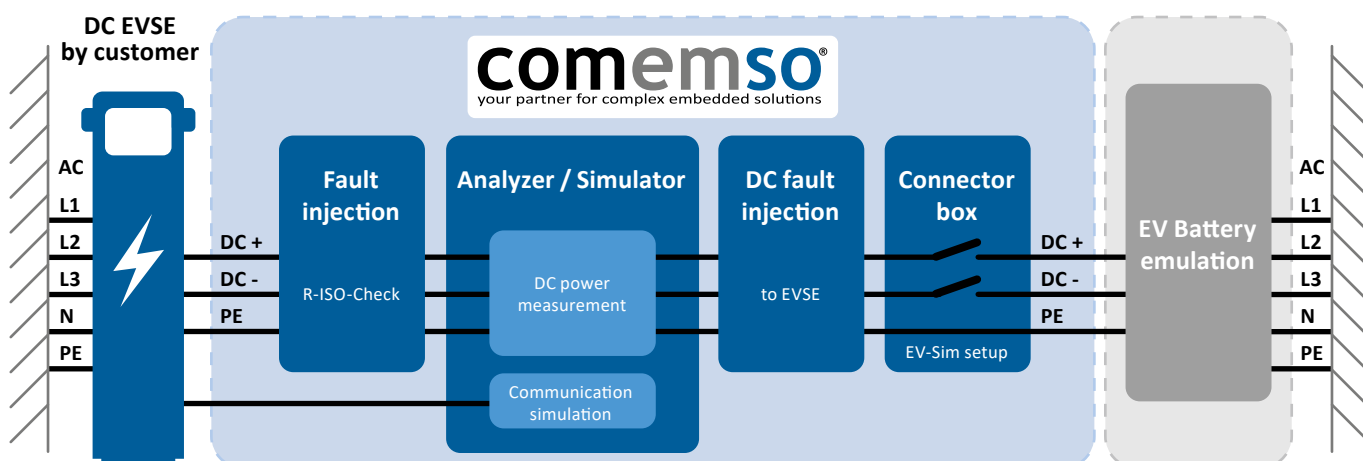 DC EVSE
by customer
comemso®
your partner for complex embedded solutions
AC
L1
L2
L3
N
PE
DC +
DC -
PE
Fault
injection
R-ISO-Check
Analyzer / Simulator
DC power
measurement
Communication
simulation
DC fault
injection
to EVSE
Connector
box
EV-Sim setup
DC +
DC -
PE
EV Battery
emulation
AC
L1
L2
L3
N
PE